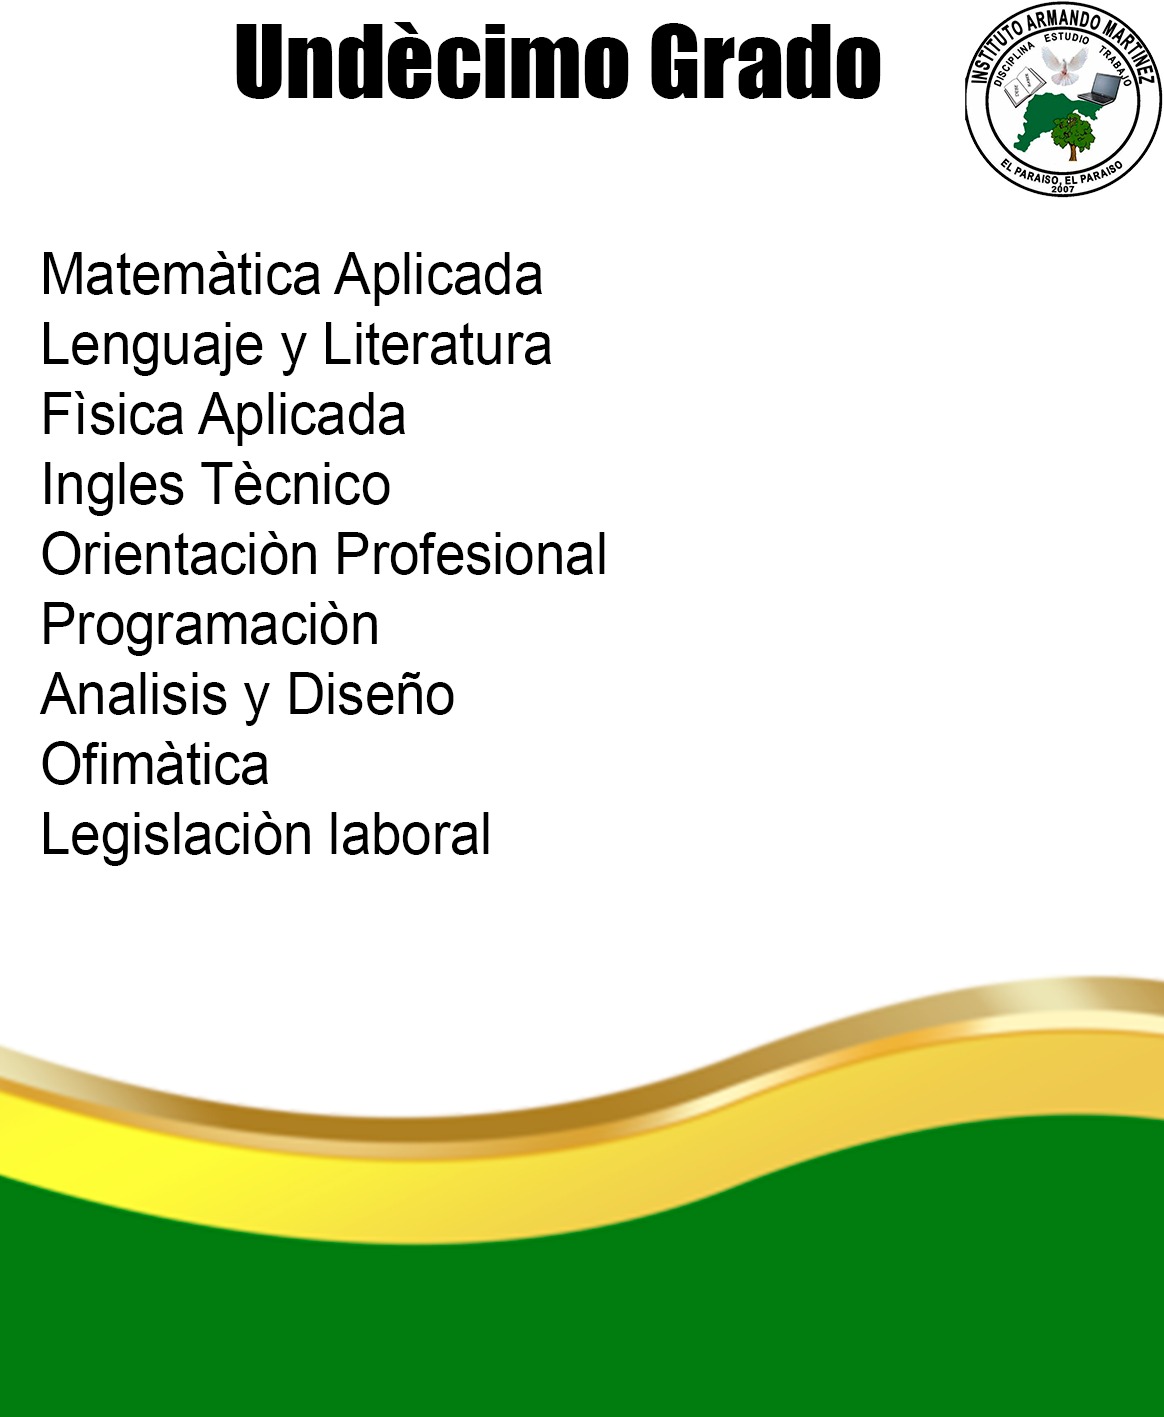 Undècimo Grado
INSTITUTO ARMANDO MARTINEZ
DISCIPLINA ESTUDIO TRABAJO
EL PARAISO, EL PARAISO
2007
Matemàtica Aplicada
Lenguaje y Literatura
Fìsica Aplicada
Ingles Tècnico
Orientaciòn Profesional
Programaciòn
Analisis y Diseño
Ofimàtica
Legislaciòn laboral